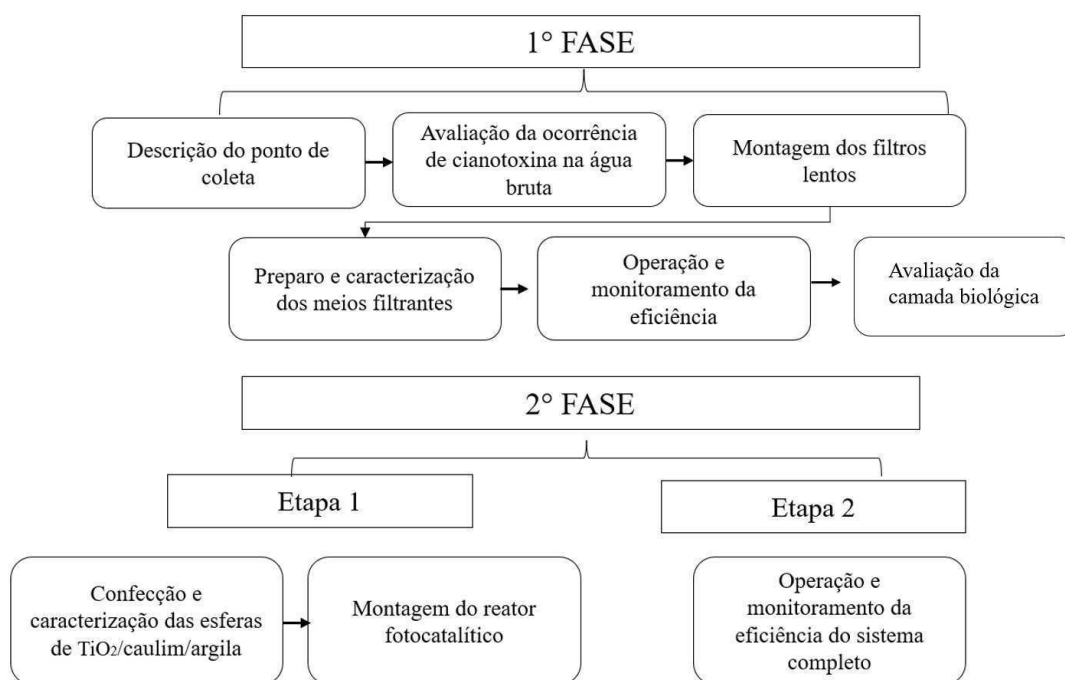 1° FASE
Descrição do ponto de
coleta
Avaliação da ocorrência
de cianotoxina na água
bruta
Montagem dos filtros
lentos
Preparo e caracterização
dos meios filtrantes
Operação e
monitoramento da
eficiência
Avaliação da
camada biológica
2° FASE
Etapa 1
Etapa 2
Confecção e
caracterização das esferas
de TiO₂/caulim/argila
Montagem do reator
fotocatalítico
Operação e
monitoramento da
eficiência do sistema
completo